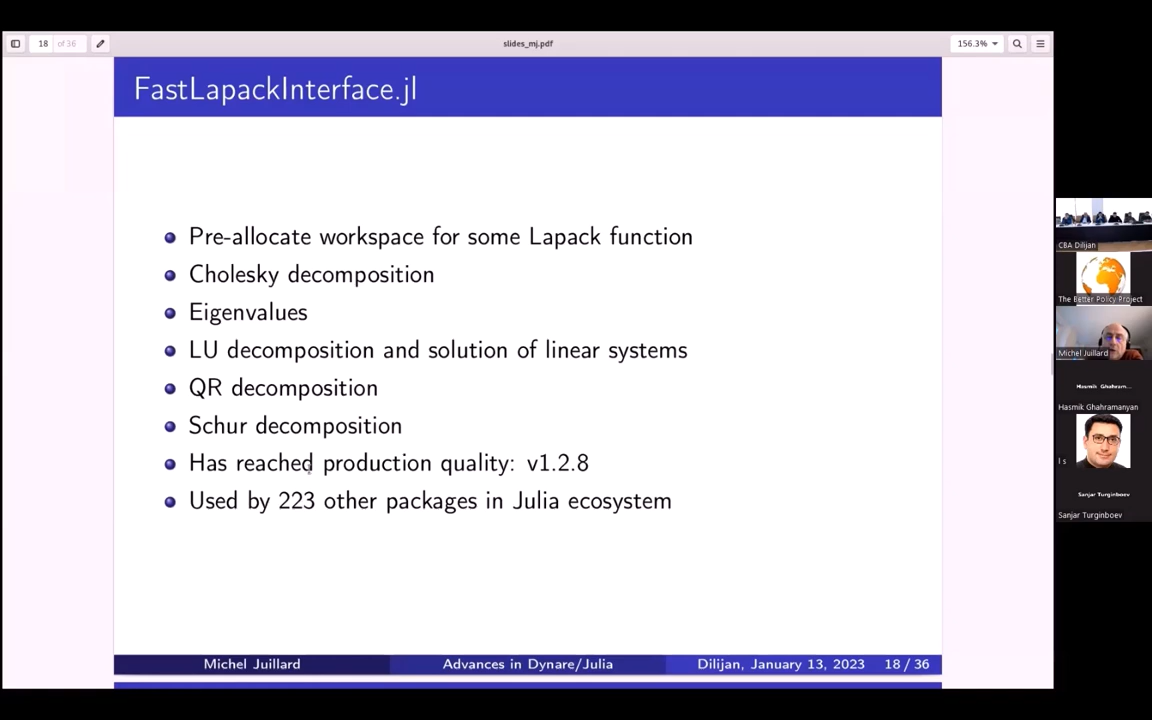 18 of 36
slides_mj.pdf
156.3%
FastLapackInterface.jl
Pre-allocate workspace for some Lapack function
Cholesky decomposition
Eigenvalues
LU decomposition and solution of linear systems
QR decomposition
Schur decomposition
Has reached production quality: v1.2.8
Used by 223 other packages in Julia ecosystem
Michel Juillard
Advances in Dynare/Julia
Dilijan, January 13, 2023
18 / 36
CBA Dilijan
The Better Policy Project
Michel Juillard
Hasmik Ghahram...
Hasmik Ghahramanyan
l s
Sanjar Turginboev
Sanjar Turginboev